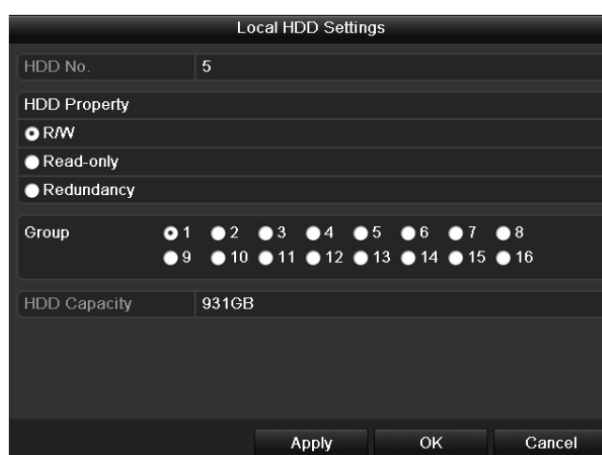 Local HDD Settings
HDD No. 5
HDD Property
R/W
Read-only
Redundancy
Group 1 2 3 4 5 6 7 8
9 10 11 12 13 14 15 16
HDD Capacity 931GB
Apply OK Cancel